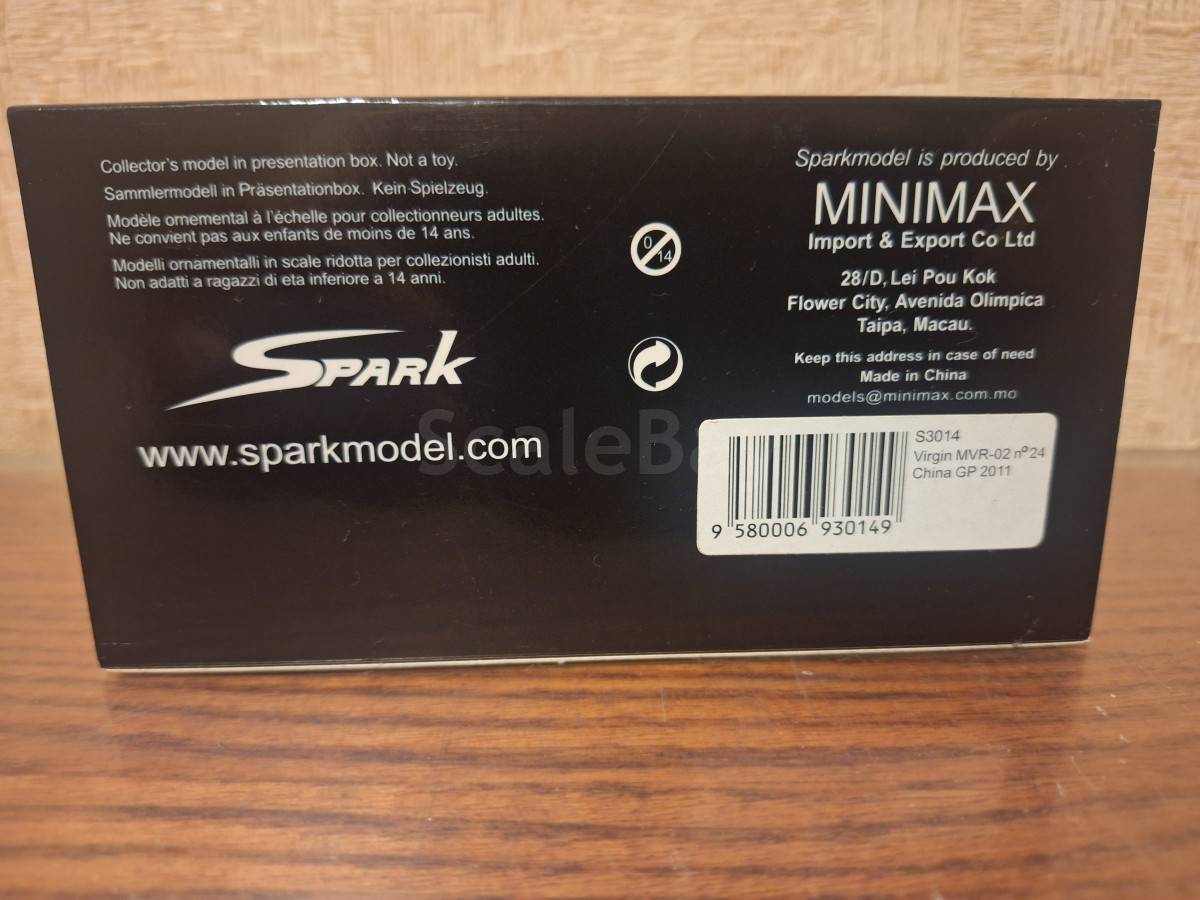 Collector's model in presentation box. Not a toy.
Sammlermodell in Präsentationbox. Kein Spielzeug.
Modèle ornemental à l'échelle pour collectionneurs adultes.
Ne convient pas aux enfants de moins de 14 ans.
Modelli ornamentalli in scale ridotta per collezionisti adulti.
Non adatti a ragazzi di eta inferiore a 14 anni.
SPARK
www.sparkmodel.com
0/14
Sparkmodel is produced by
MINIMAX
Import & Export Co Ltd
28/D, Lei Pou Kok
Flower City, Avenida Olimpica
Taipa, Macau.
Keep this address in case of need
Made in China
models@minimax.com.mo
S3014
Virgin MVR-02 nº24
China GP 2011
9 580006 930149